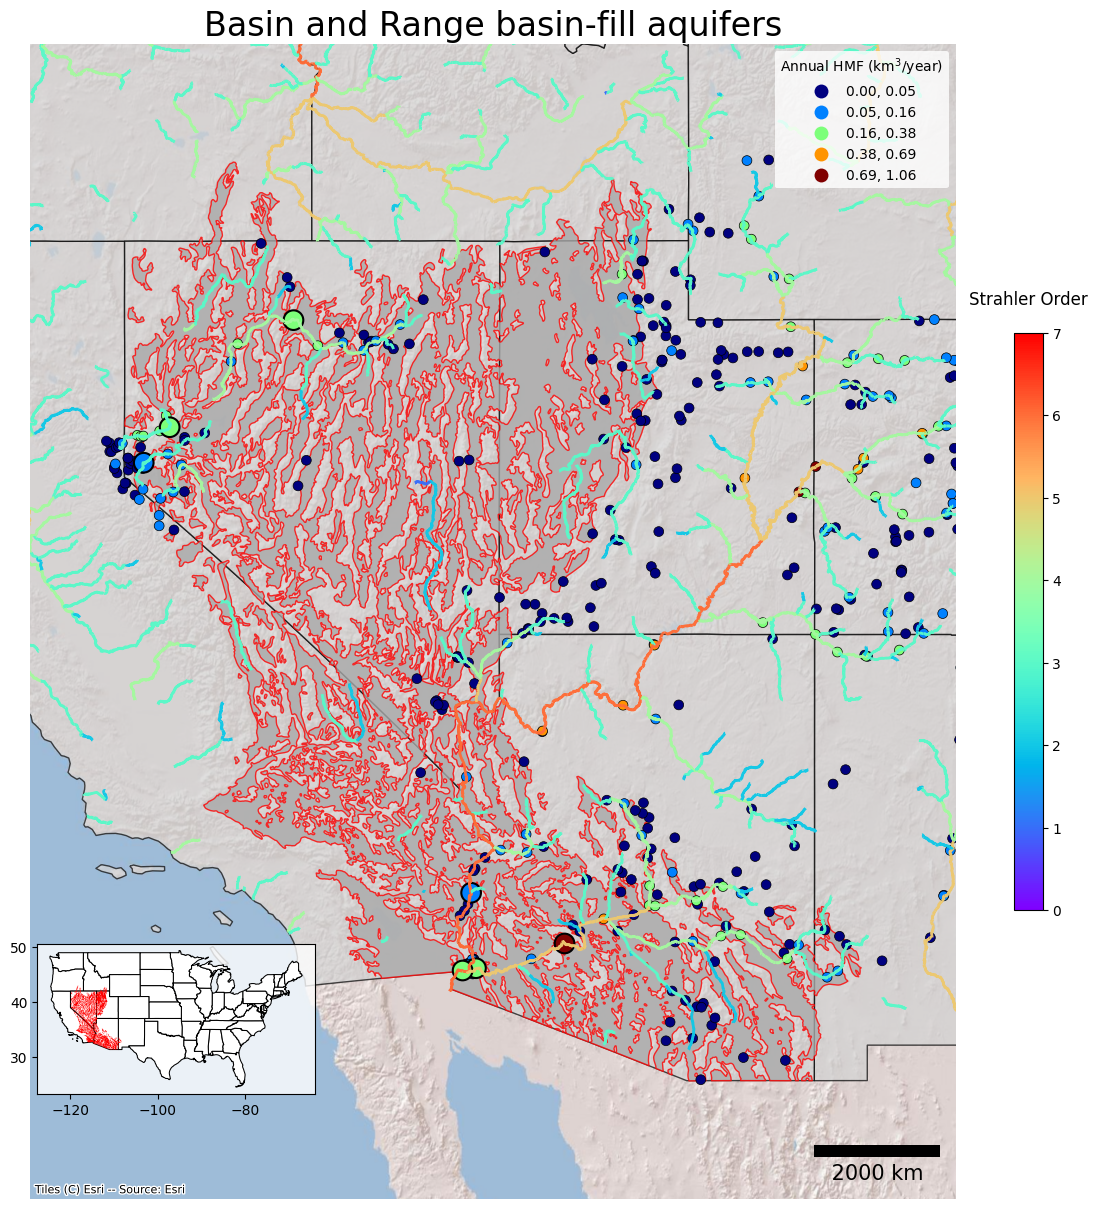 Basin and Range basin-fill aquifers
Annual HMF (km³/year)
0.00, 0.05
0.05, 0.16
0.16, 0.38
0.38, 0.69
0.69, 1.06
Strahler Order
7
6
5
4
3
2
1
0
50
40
30
−120 −100 −80
2000 km
Tiles (C) Esri -- Source: Esri